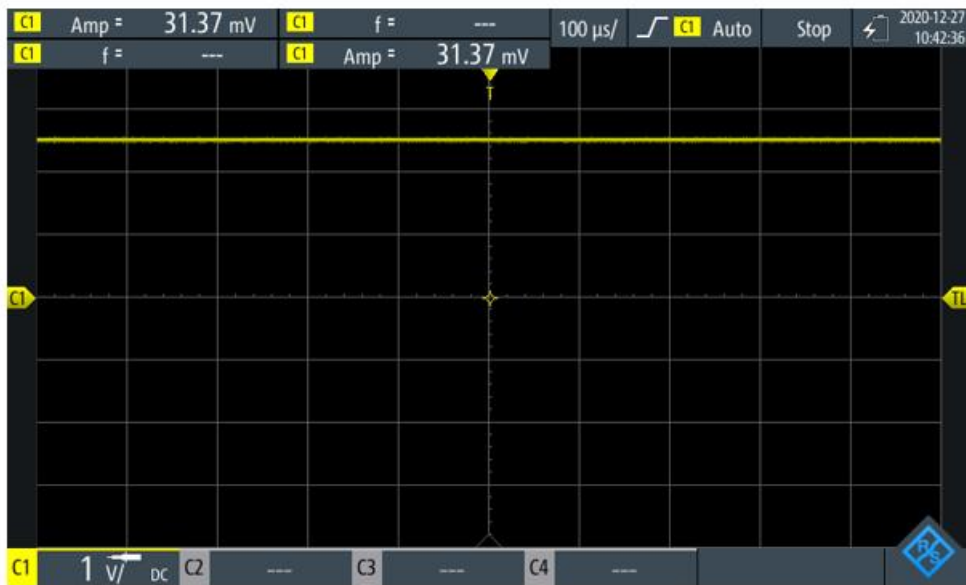 C1 Amp = 31.37 mV C1 f = --- 100 µs/ C1 Auto Stop 2020-12-27
C1 f = --- C1 Amp = 31.37 mV 10:42:36
T
C1 TL
R&S
C1 1 V/ DC C2 --- C3 --- C4 ---